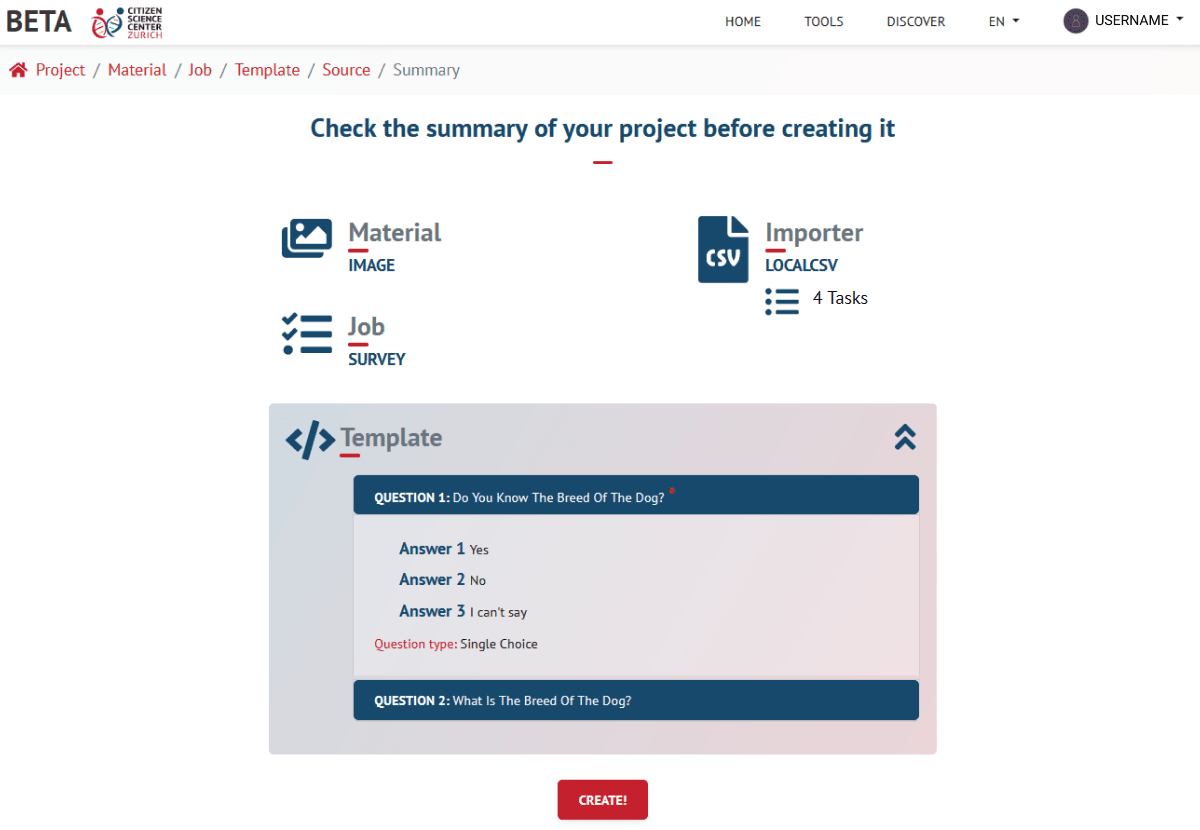 BETA
CITIZEN
SCIENCE
CENTER
ZURICH
HOME TOOLS DISCOVER EN USERNAME
Project / Material / Job / Template / Source / Summary
Check the summary of your project before creating it
Material
IMAGE
CSV
Importer
LOCALCSV
4 Tasks
Job
SURVEY
Template
QUESTION 1: Do You Know The Breed Of The Dog? *
Answer 1 Yes
Answer 2 No
Answer 3 I can't say
Question type: Single Choice
QUESTION 2: What Is The Breed Of The Dog?
CREATE!